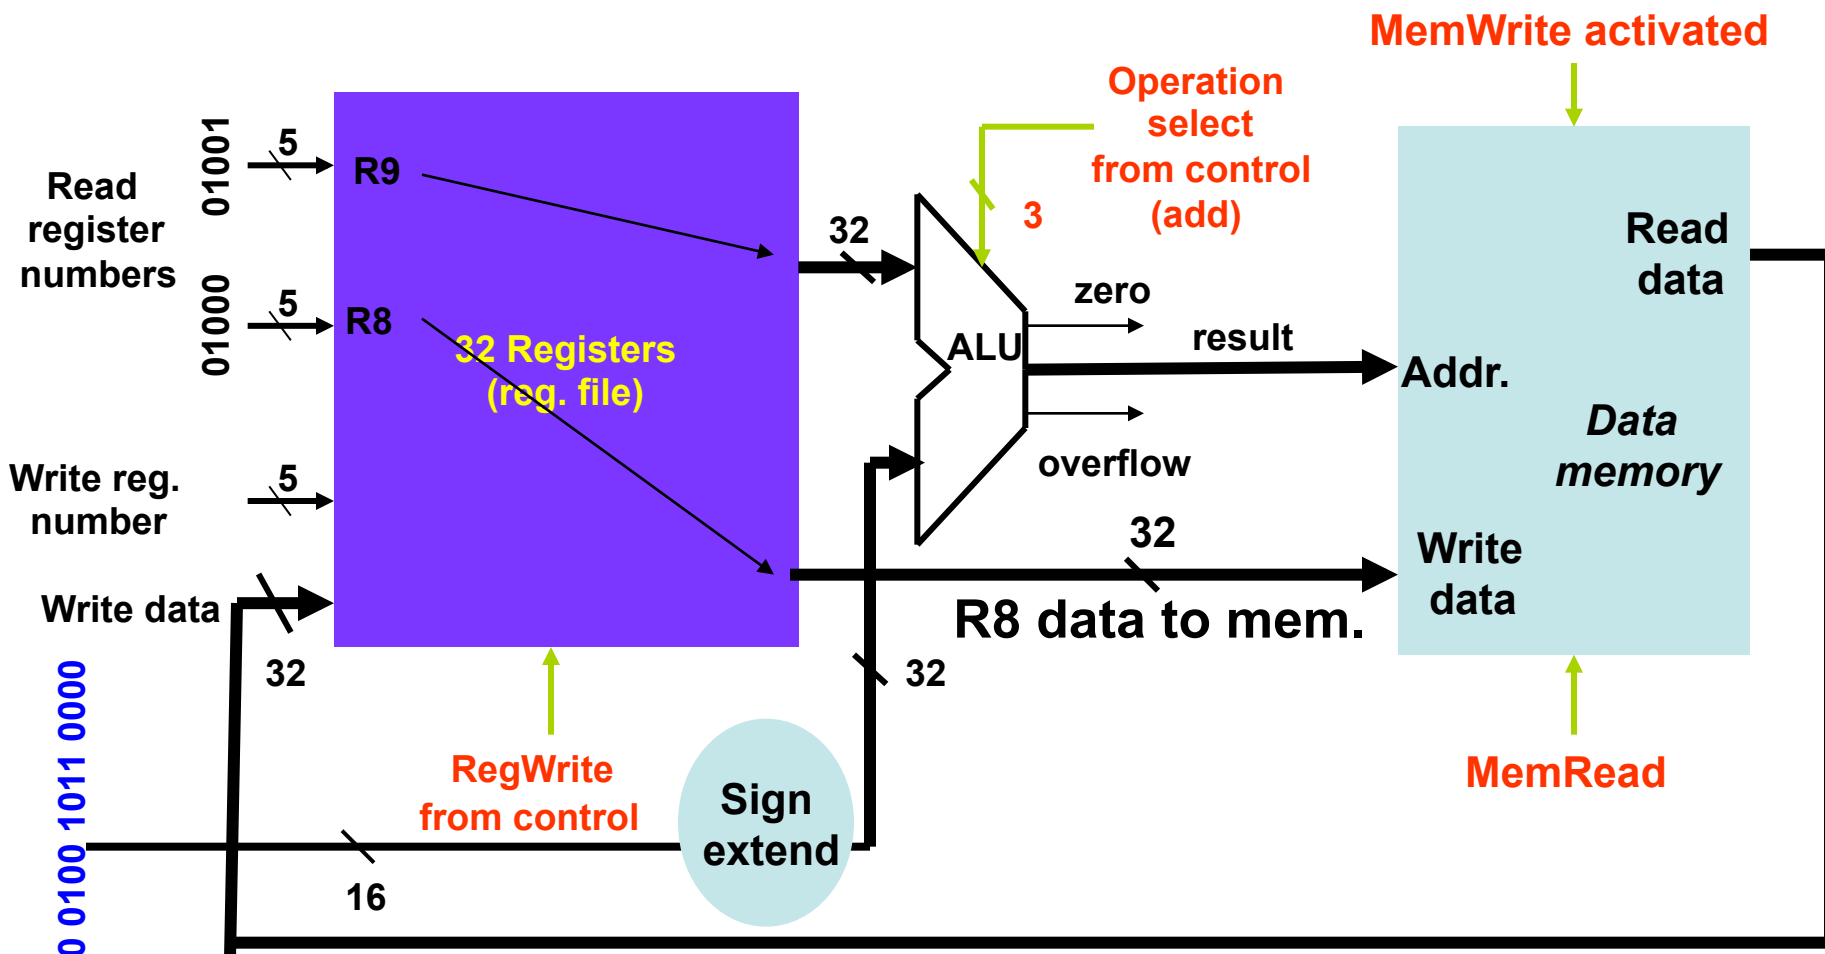 MemWrite activated
Operation
select
from control
(add)
3
01001
5
R9
Read
register
numbers
01000
5
R8
32 Registers
(reg. file)
32
ALU
zero
result
overflow
Addr.
Read
data
Data
memory
Write reg.
number
5
Write data
32
32
R8 data to mem.
Write
data
32
RegWrite
from control
MemRead
Sign
extend
16
0 0100 1011 0000